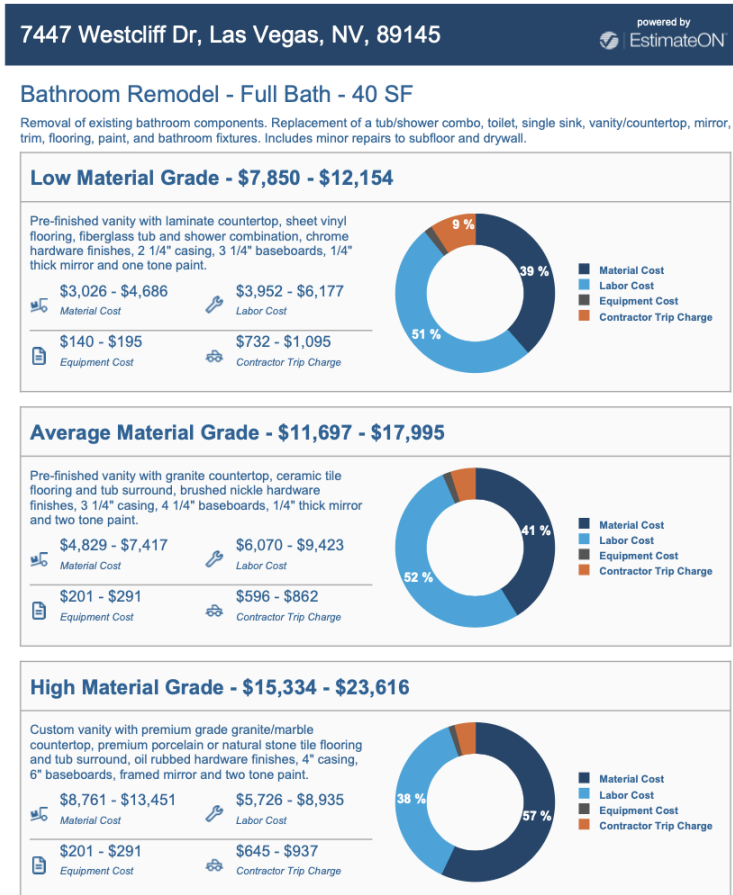 7447 Westcliff Dr, Las Vegas, NV, 89145
powered by
EstimateON
Bathroom Remodel - Full Bath - 40 SF
Removal of existing bathroom components. Replacement of a tub/shower combo, toilet, single sink, vanity/countertop, mirror,
trim, flooring, paint, and bathroom fixtures. Includes minor repairs to subfloor and drywall.
Low Material Grade - $7,850 - $12,154
Pre-finished vanity with laminate countertop, sheet vinyl
flooring, fiberglass tub and shower combination, chrome
hardware finishes, 2 1/4" casing, 3 1/4" baseboards, 1/4"
thick mirror and one tone paint.
$3,026 - $4,686
Material Cost
$3,952 - $6,177
Labor Cost
$140 - $195
Equipment Cost
$732 - $1,095
Contractor Trip Charge
9 %
39 %
51 %
Material Cost
Labor Cost
Equipment Cost
Contractor Trip Charge
Average Material Grade - $11,697 - $17,995
Pre-finished vanity with granite countertop, ceramic tile
flooring and tub surround, brushed nickle hardware
finishes, 3 1/4" casing, 4 1/4" baseboards, 1/4" thick mirror
and two tone paint.
$4,829 - $7,417
Material Cost
$6,070 - $9,423
Labor Cost
$201 - $291
Equipment Cost
$596 - $862
Contractor Trip Charge
41 %
52 %
Material Cost
Labor Cost
Equipment Cost
Contractor Trip Charge
High Material Grade - $15,334 - $23,616
Custom vanity with premium grade granite/marble
countertop, premium porcelain or natural stone tile flooring
and tub surround, oil rubbed hardware finishes, 4" casing,
6" baseboards, framed mirror and two tone paint.
$8,761 - $13,451
Material Cost
$5,726 - $8,935
Labor Cost
$201 - $291
Equipment Cost
$645 - $937
Contractor Trip Charge
38 %
57 %
Material Cost
Labor Cost
Equipment Cost
Contractor Trip Charge